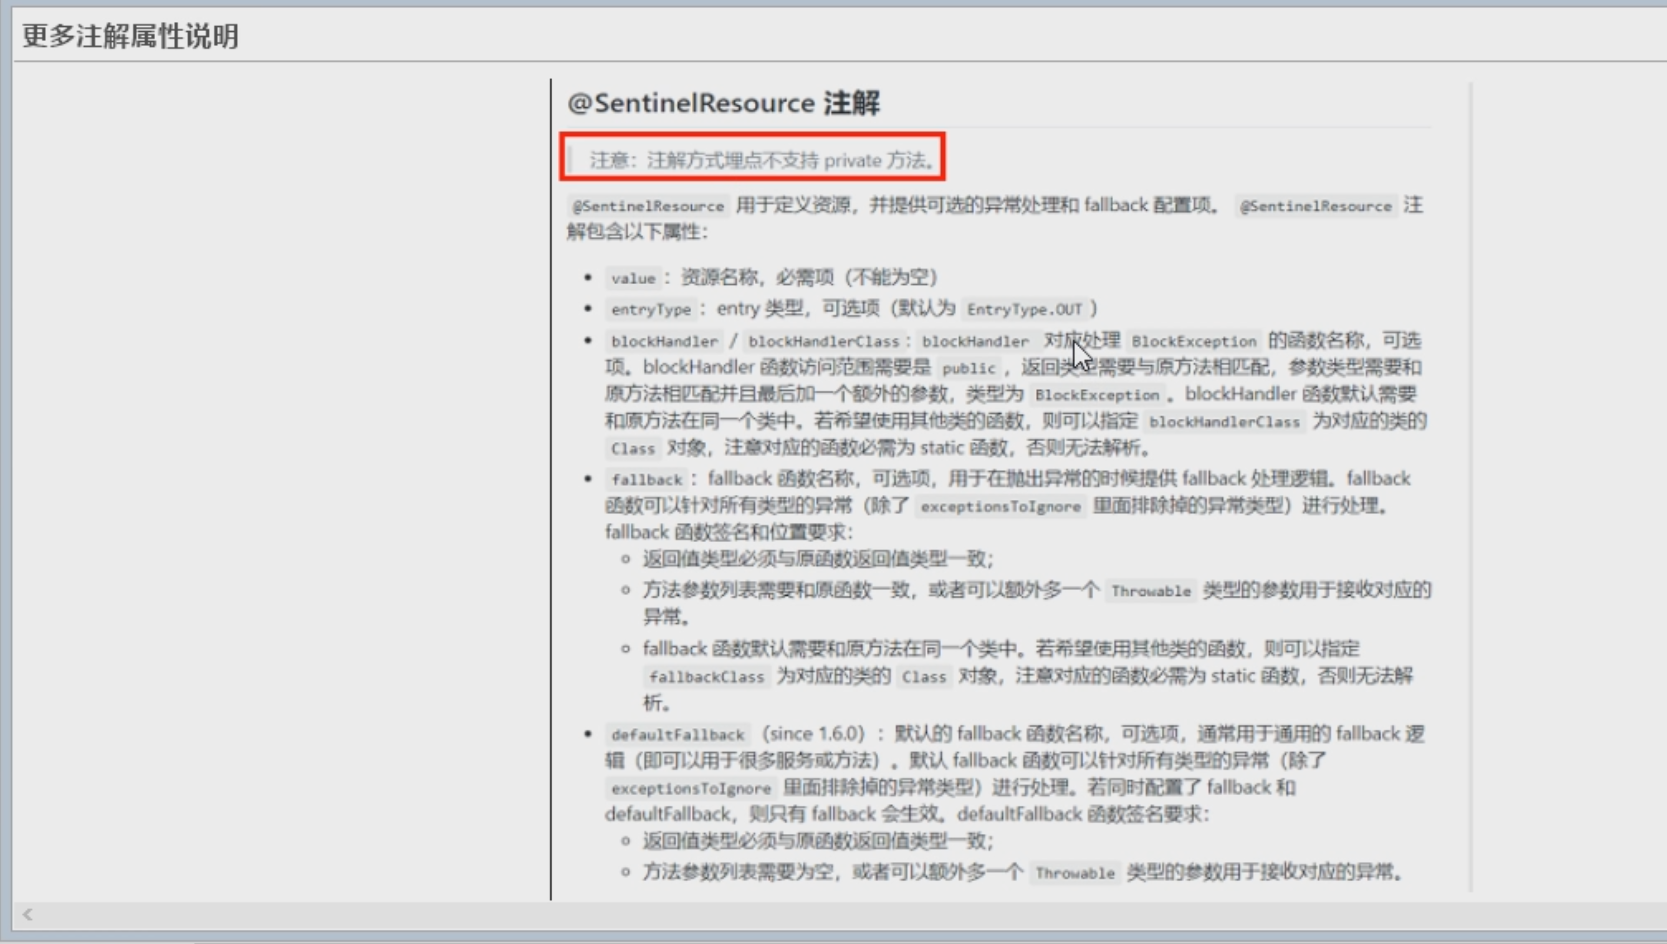 更多注解属性说明
@SentinelResource 注解
注意：注解方式埋点不支持 private 方法。
@SentinelResource 用于定义资源，并提供可选的异常处理和 fallback 配置项。 @SentinelResource 注
解包含以下属性：
• value：资源名称，必需项（不能为空）
• entryType：entry 类型，可选项（默认为 EntryType.OUT）
• blockHandler / blockHandlerClass: blockHandler 对应处理 BlockException 的函数名称，可选
项。blockHandler 函数访问范围需要是 public，返回类型需要与原方法相匹配，参数类型需要和
原方法相匹配并且最后加一个额外的参数，类型为 BlockException。blockHandler 函数默认需要
和原方法在同一个类中。若希望使用其他类的函数，则可以指定 blockHandlerClass 为对应的类的
Class 对象，注意对应的函数必需为 static 函数，否则无法解析。
• fallback：fallback 函数名称，可选项，用于在抛出异常的时候提供 fallback 处理逻辑。fallback
函数可以针对所有类型的异常（除了 exceptionsToIgnore 里面排除掉的异常类型）进行处理。
fallback 函数签名和位置要求：
◦ 返回值类型必须与原函数返回值类型一致；
◦ 方法参数列表需要和原函数一致，或者可以额外多一个 Throwable 类型的参数用于接收对应的
异常。
◦ fallback 函数默认需要和原方法在同一个类中。若希望使用其他类的函数，则可以指定
fallbackClass 为对应的类的 Class 对象，注意对应的函数必需为 static 函数，否则无法解
析。
• defaultFallback（since 1.6.0）：默认的 fallback 函数名称，可选项，通常用于通用的 fallback 逻
辑（即可以用于很多服务或方法）。默认 fallback 函数可以针对所有类型的异常（除了
exceptionsToIgnore 里面排除掉的异常类型）进行处理。若同时配置了 fallback 和
defaultFallback，则只有 fallback 会生效。defaultFallback 函数签名要求：
◦ 返回值类型必须与原函数返回值类型一致；
◦ 方法参数列表需要为空，或者可以额外多一个 Throwable 类型的参数用于接收对应的异常。